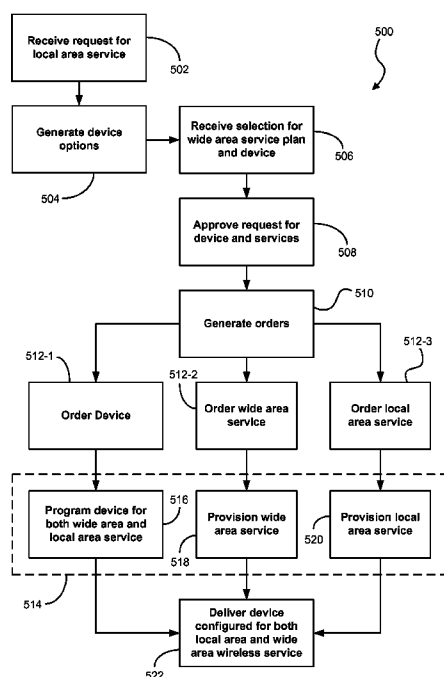 Receive request for
local area service
502
500
Generate device
options
504
Receive selection for
wide area service plan
and device
506
Approve request for
device and services
508
Generate orders
510
512-1
512-2
512-3
Order Device
Order wide area
service
Order local
area service
Program device for
both wide area and
local area service
516
Provision wide
area service
518
Provision local
area service
520
514
Deliver device
configured for both
local area and wide
area wireless service
522